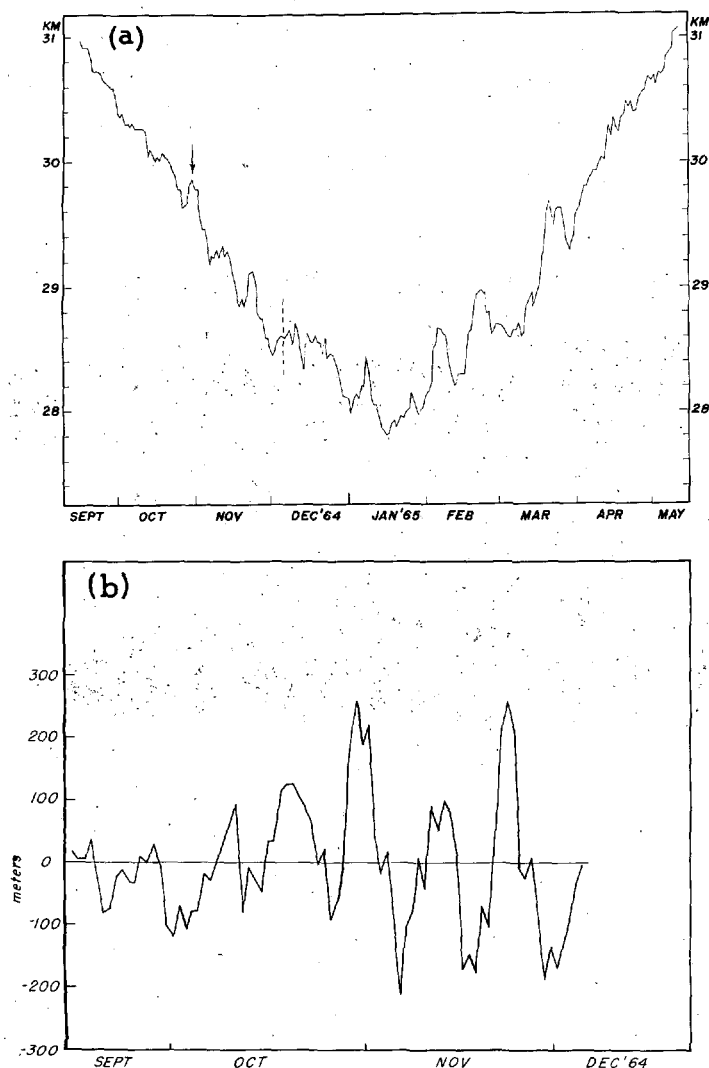 KM KM
(a)
31 31
30 30
29 29
28 28
SEPT OCT NOV DEC'64 JAN'65 FEB MAR APR MAY
(b)
300
200
100
0
meters
-100
-200
-300
SEPT OCT NOV DEC'64